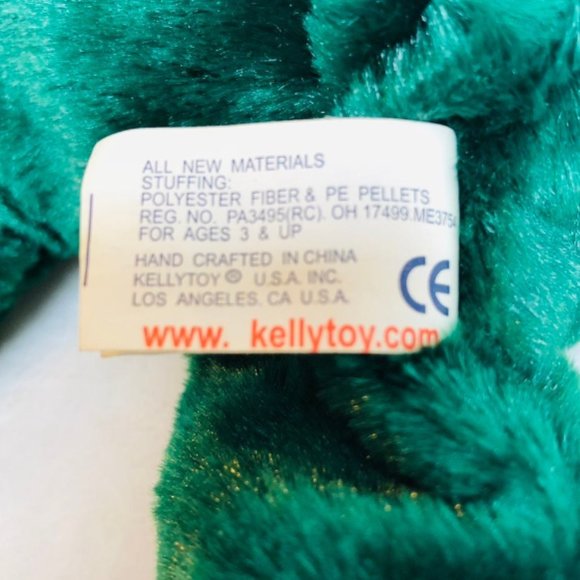 ALL NEW MATERIALS
STUFFING:
POLYESTER FIBER & PE PELLETS
REG. NO. PA3495(RC). OH 17499.ME3754
FOR AGES 3 & UP
HAND CRAFTED IN CHINA
KELLYTOY ® U.S.A. INC.
LOS ANGELES. CA U.S.A.
CE
www. kellytoy.com